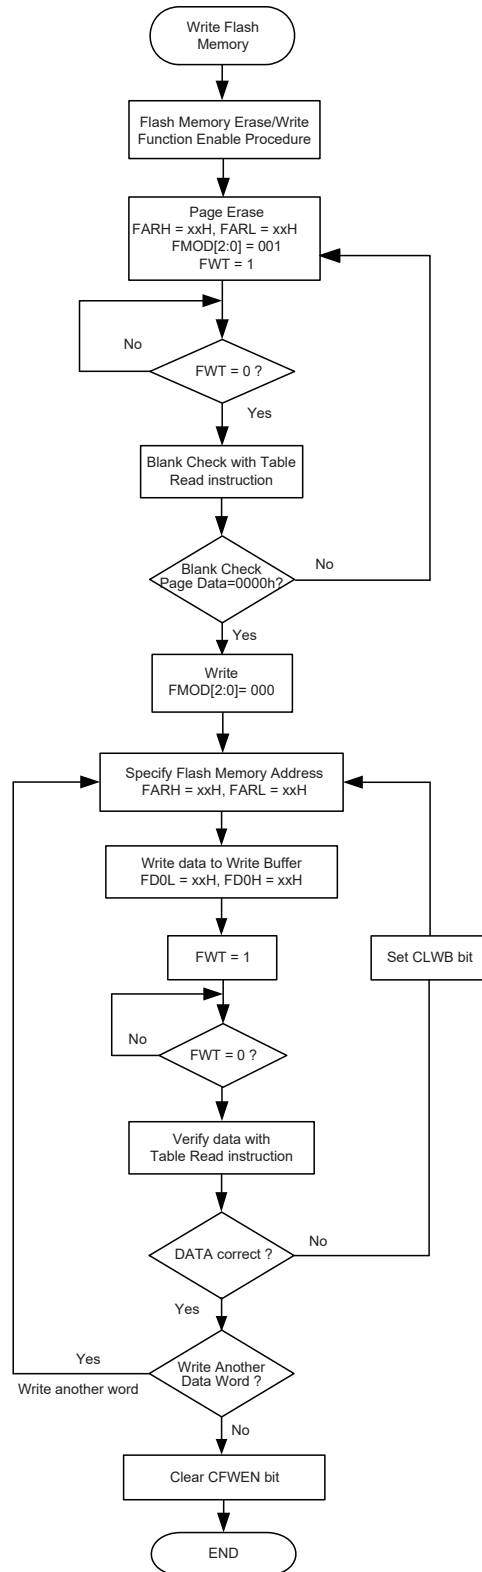 Write Flash
Memory
Flash Memory Erase/Write
Function Enable Procedure
Page Erase
FARH = xxH, FARL = xxH
FMOD[2:0] = 001
FWT = 1
No
FWT = 0 ?
Yes
Blank Check with Table
Read instruction
Blank Check
Page Data=0000h?
No
Yes
Write
FMOD[2:0]= 000
Specify Flash Memory Address
FARH = xxH, FARL = xxH
Write data to Write Buffer
FD0L = xxH, FD0H = xxH
FWT = 1
Set CLWB bit
No
FWT = 0 ?
Verify data with
Table Read instruction
DATA correct ?
No
Yes
Yes
Write another word
Write Another
Data Word ?
No
Clear CFWEN bit
END